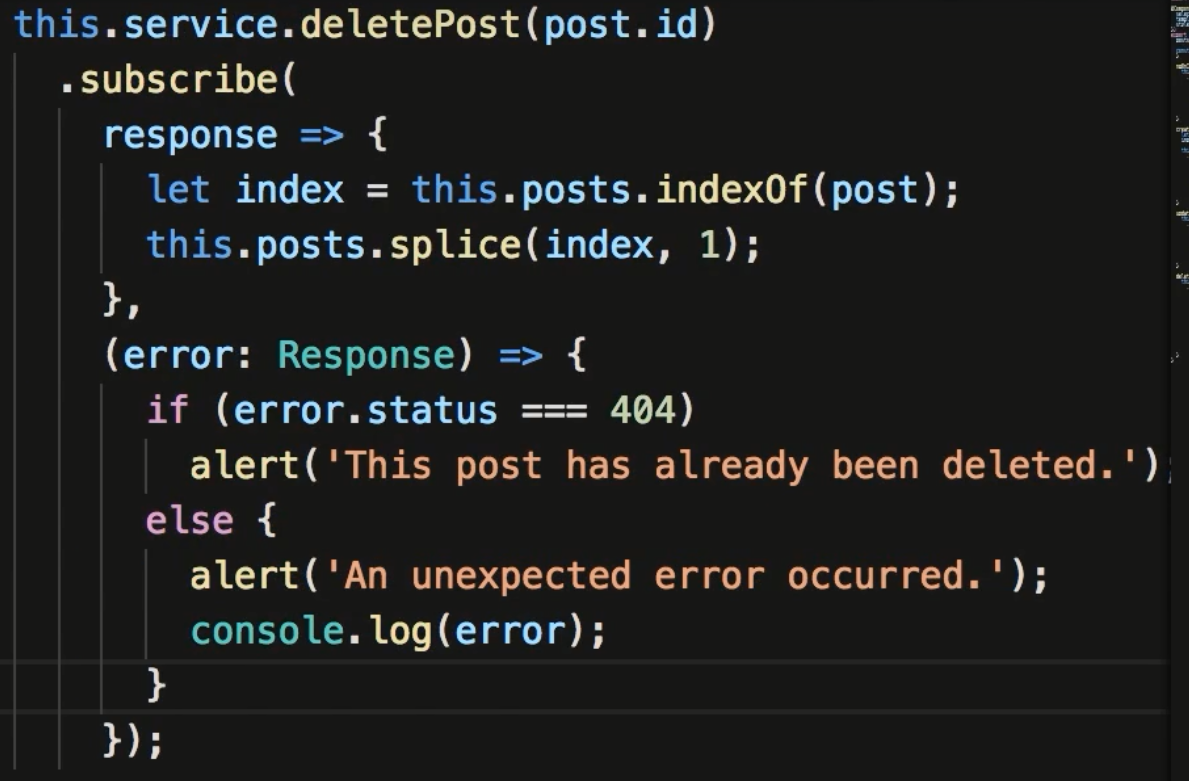 this.service.deletePost(post.id)
.subscribe(
response => {
let index = this.posts.indexOf(post);
this.posts.splice(index, 1);
},
(error: Response) => {
if (error.status === 404)
alert('This post has already been deleted.');
else {
alert('An unexpected error occurred.');
console.log(error);
}
});